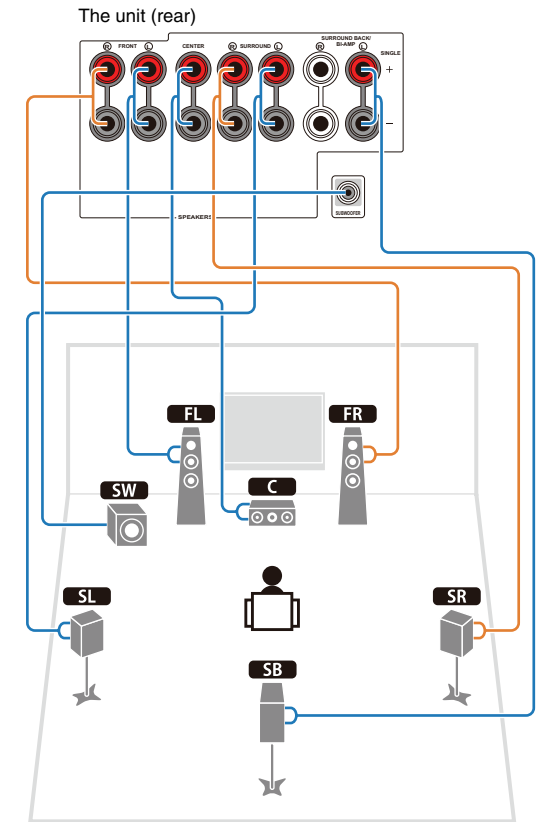 The unit (rear)
SURROUND BACK/
BI-AMP
R FRONT L CENTER R SURROUND L R L SINGLE
+
–
SUBWOOFER
SPEAKERS
FL FR
SW C
SL SR
SB